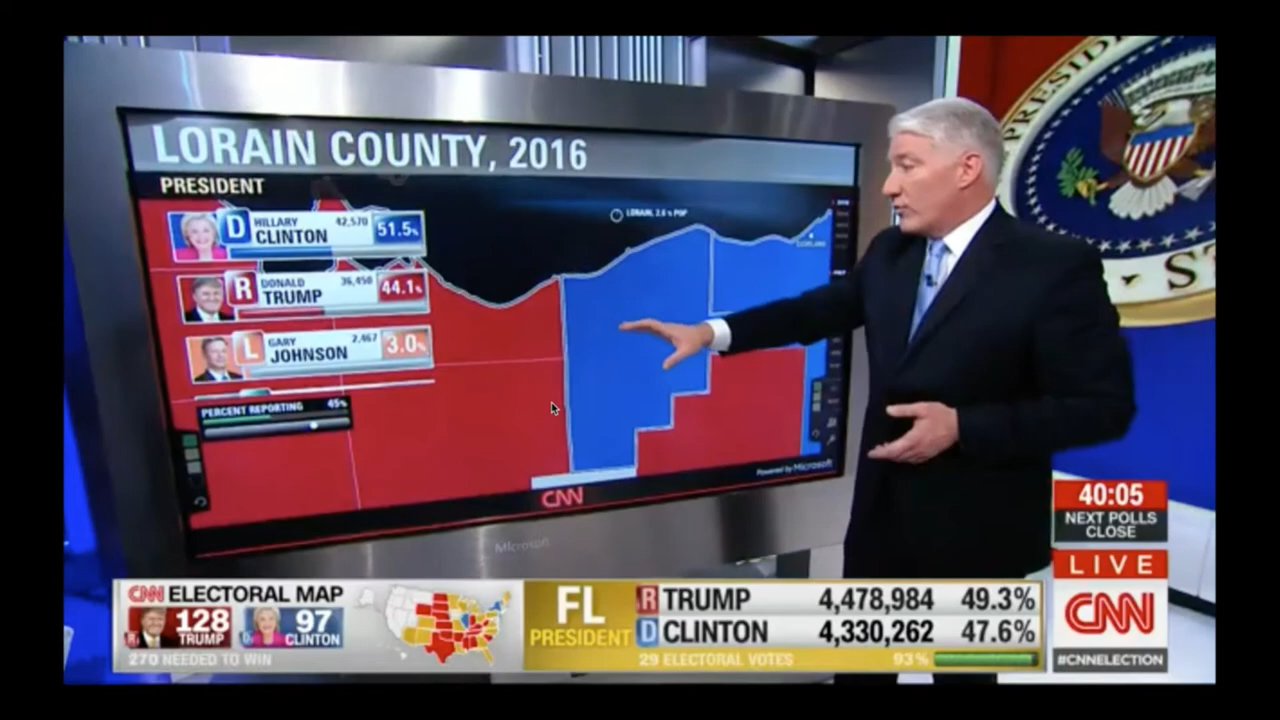 LORAIN COUNTY, 2016
PRESIDENT
D HILLARY CLINTON 42,570 51.5%
R DONALD TRUMP 36,450 44.1%
L GARY JOHNSON 2,467 3.0%
PERCENT REPORTING 45%
LORAIN, 2.6 % POP
CLEVELAND
Powered by Microsoft
CNN
Microsoft
PRESID
ST
40:05
NEXT POLLS
CLOSE
LIVE
CNN
#CNNELECTION
CNN ELECTORAL MAP
R 128 TRUMP
D 97 CLINTON
270 NEEDED TO WIN
FL
PRESIDENT
R TRUMP 4,478,984 49.3%
D CLINTON 4,330,262 47.6%
29 ELECTORAL VOTES 93%